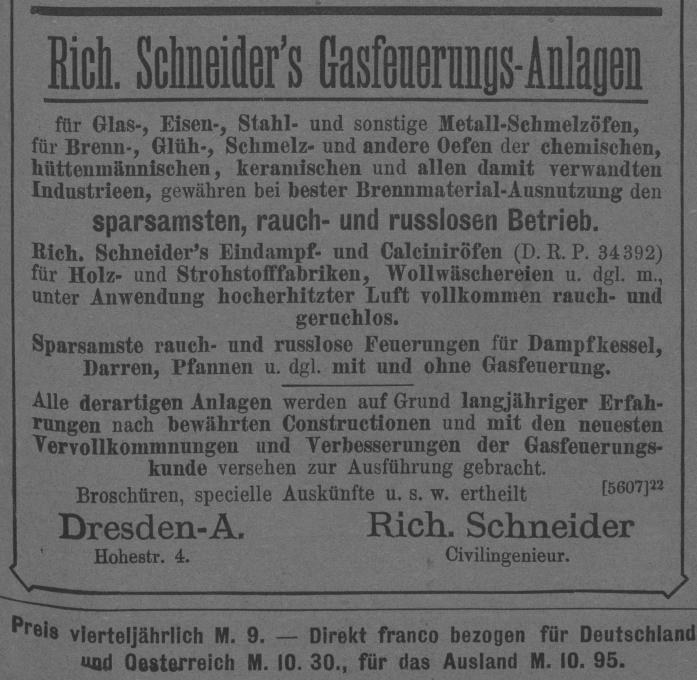 Rich. Schneider's Gasfeuerungs-Anlagen
für Glas-, Eisen-, Stahl- und sonstige Metall-Schmelzöfen,
für Brenn-, Glüh-, Schmelz- und andere Oefen der chemischen,
hüttenmännischen, keramischen und allen damit verwandten
Industrieen, gewähren bei bester Brennmaterial-Ausnutzung den
sparsamsten, rauch- und russlosen Betrieb.
Rich. Schneider's Eindampf- und Calciniröfen (D. R. P. 34392)
für Holz- und Strohstofffabriken, Wollwäschereien u. dgl. m.,
unter Anwendung hocherhitzter Luft vollkommen rauch- und
geruchlos.
Sparsamste rauch- und russlose Feuerungen für Dampfkessel,
Darren, Pfannen u. dgl. mit und ohne Gasfeuerung.
Alle derartigen Anlagen werden auf Grund langjähriger Erfah-
rungen nach bewährten Constructionen und mit den neuesten
Vervollkommnungen und Verbesserungen der Gasfeuerungs-
kunde versehen zur Ausführung gebracht.
Broschüren, specielle Auskünfte u. s. w. ertheilt [5607]22
Dresden-A. Rich. Schneider
Hohestr. 4. Civilingenieur.
Preis vierteljährlich M. 9. — Direkt franco bezogen für Deutschland
und Oesterreich M. 10. 30., für das Ausland M. 10. 95.